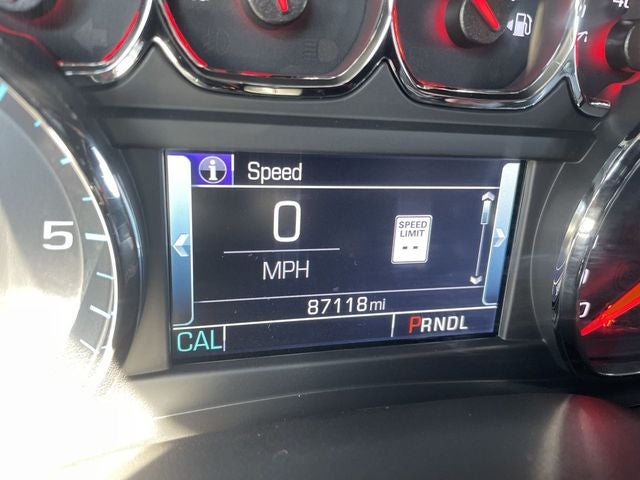 Speed
0
MPH
SPEED
LIMIT
--
87118mi
CAL
PRNDL
5